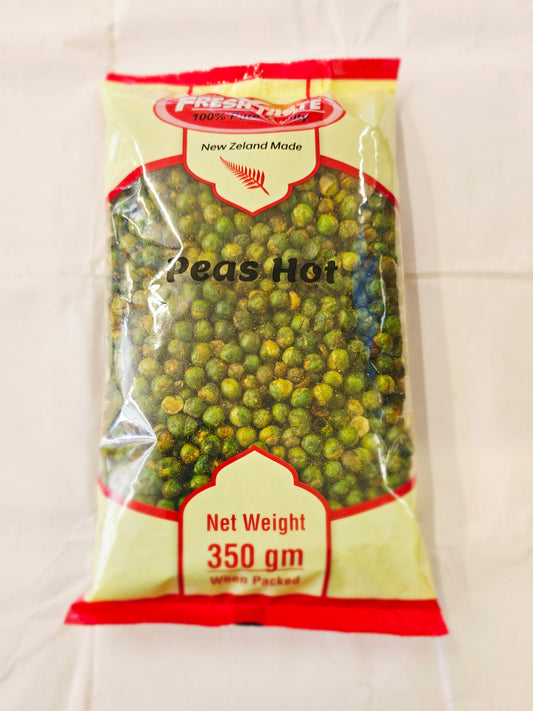 FRESH TASTE
100% Pure Quality
New Zeland Made
Peas Hot
Net Weight
350 gm
When Packed